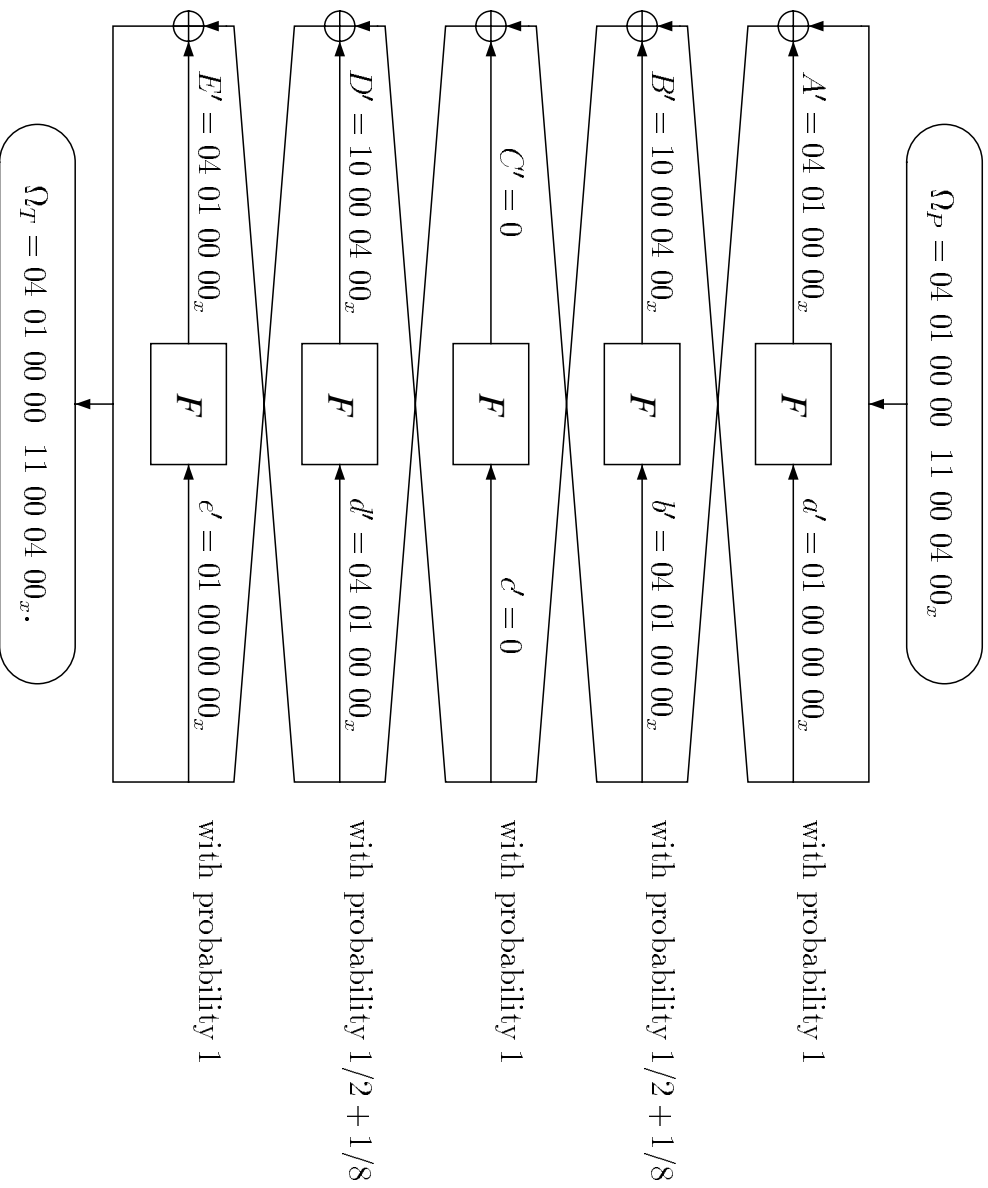 Ω_P = 04 01 00 00  11 00 04 00_x
A′ = 04 01 00 00_x
F
a′ = 01 00 00 00_x
with probability 1
B′ = 10 00 04 00_x
F
b′ = 04 01 00 00_x
with probability 1/2 + 1/8
C′ = 0
F
c′ = 0
with probability 1
D′ = 10 00 04 00_x
F
d′ = 04 01 00 00_x
with probability 1/2 + 1/8
E′ = 04 01 00 00_x
F
e′ = 01 00 00 00_x
with probability 1
Ω_T = 04 01 00 00  11 00 04 00_x.